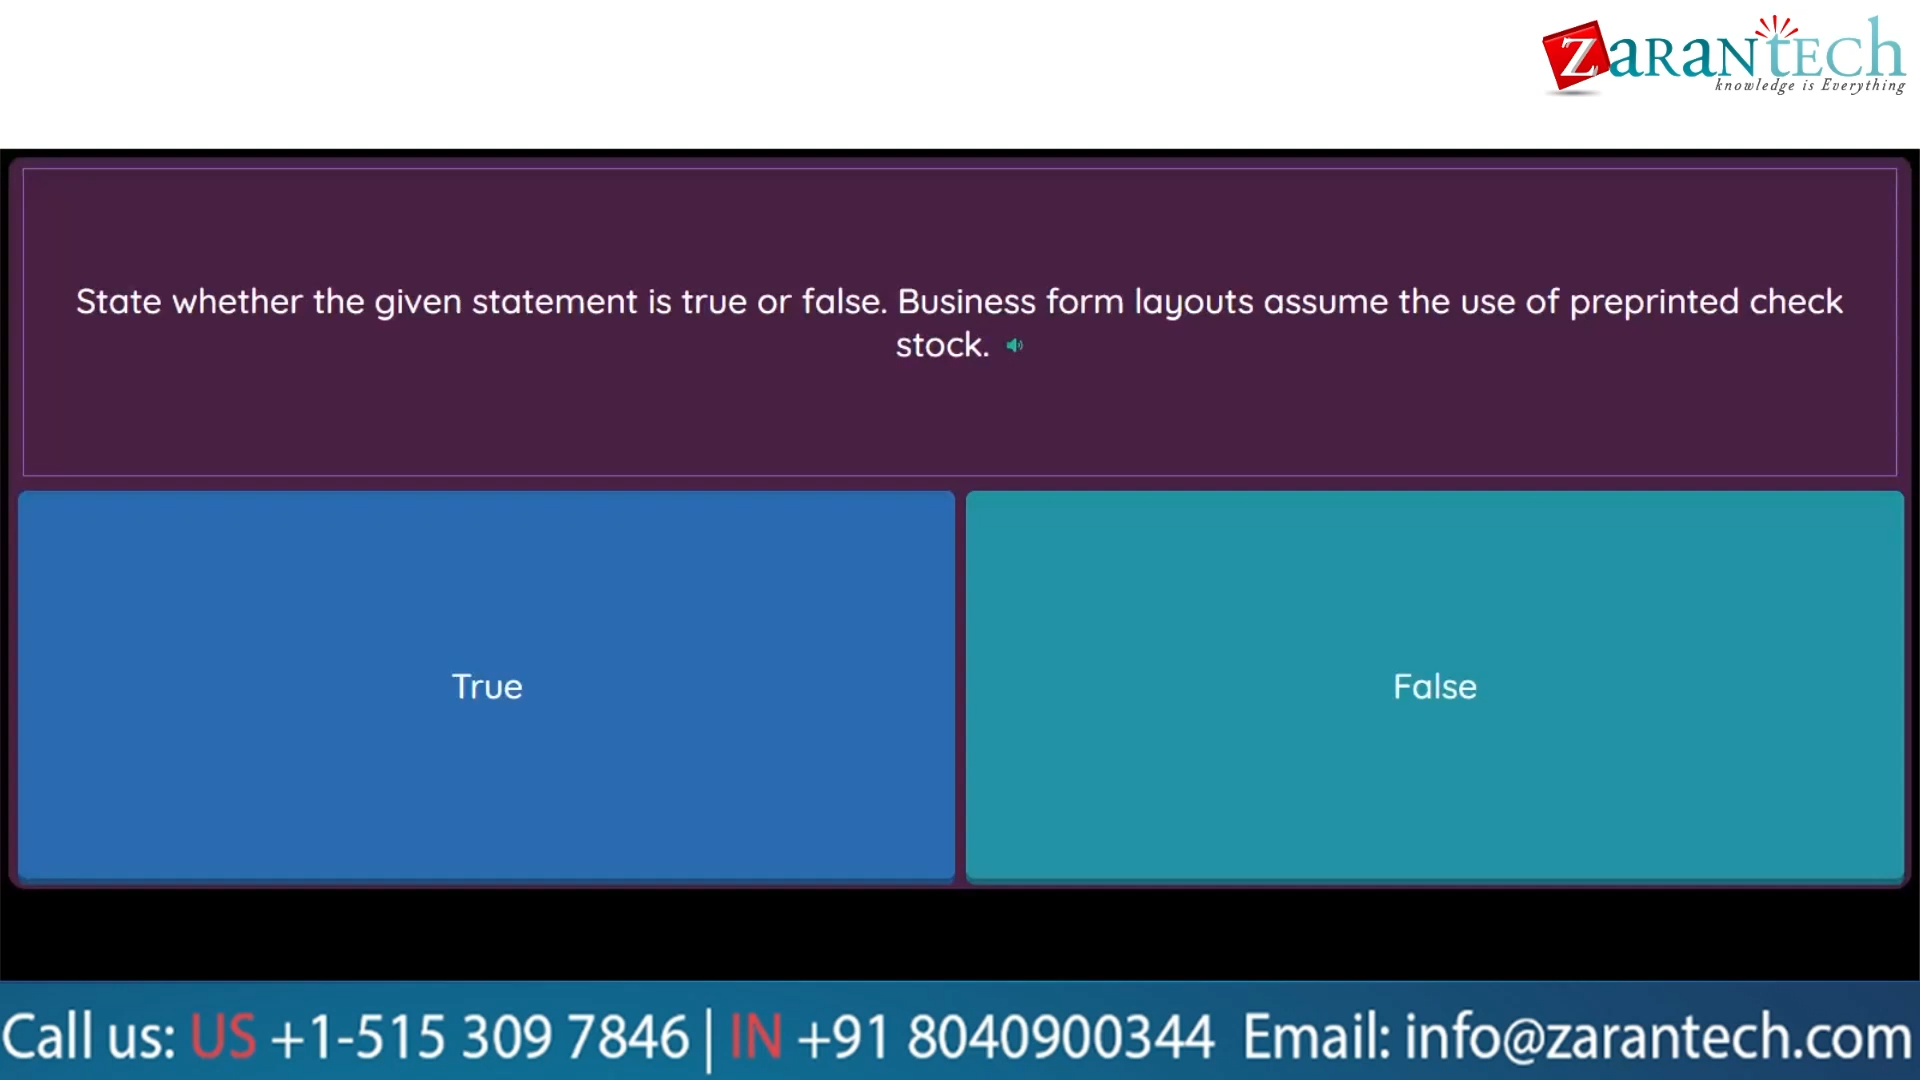 ZaranTech
knowledge is Everything
State whether the given statement is true or false. Business form layouts assume the use of preprinted check
stock.
True
False
Call us: US +1-515 309 7846 | IN +91 8040900344 Email: info@zarantech.com